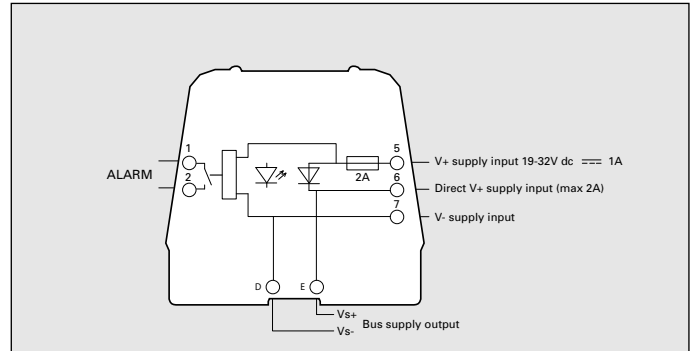 1
2
ALARM
2A
5
6
7
V+ supply input 19-32V dc 1A
Direct V+ supply input (max 2A)
V- supply input
D
E
Vs+
Vs-
Bus supply output